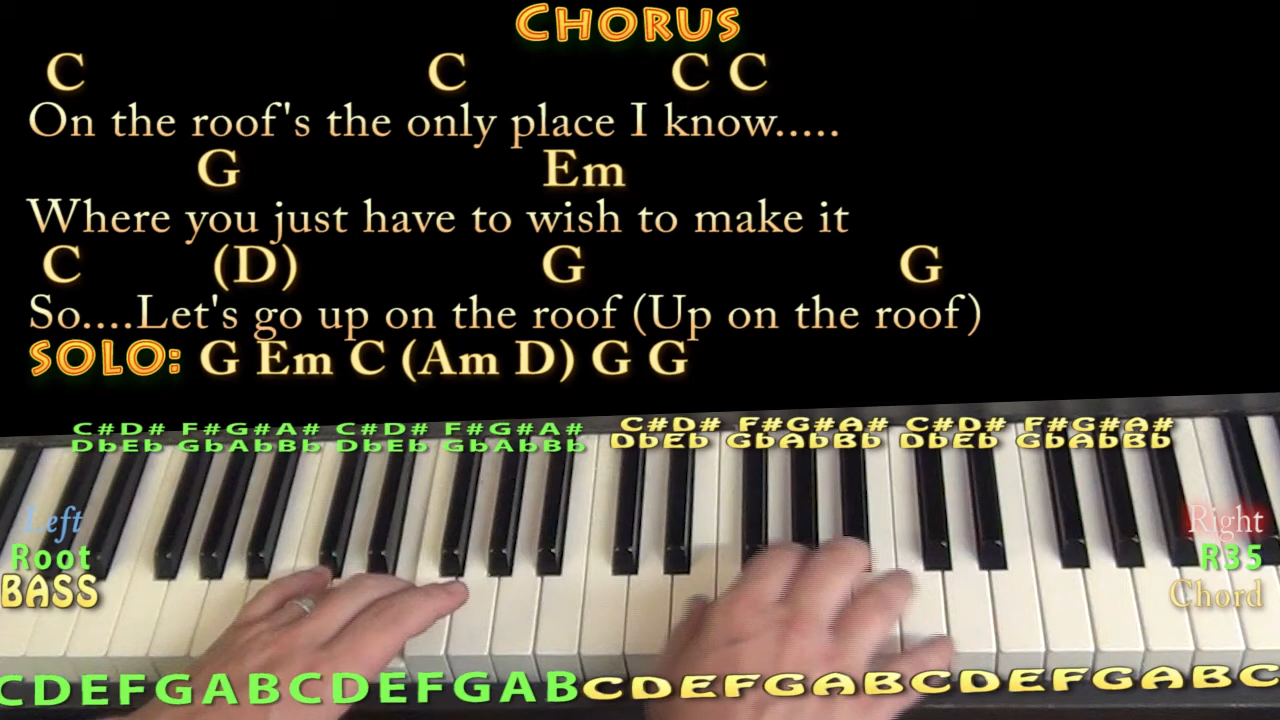 CHORUS
C C C C
On the roof's the only place I know.....
G Em
Where you just have to wish to make it
C (D) G G
So....Let's go up on the roof (Up on the roof)
SOLO: G Em C (Am D) G G
C#D# F#G#A# C#D# F#G#A# C#D# F#G#A# C#D# F#G#A#
DbEb GbAbBb DbEb GbAbBb DbEb GbAbBb DbEb GbAbBb
Left
Root
BASS
Right
R35
Chord
CDEFGABCDEFGABCDEFGABCDEFGABC